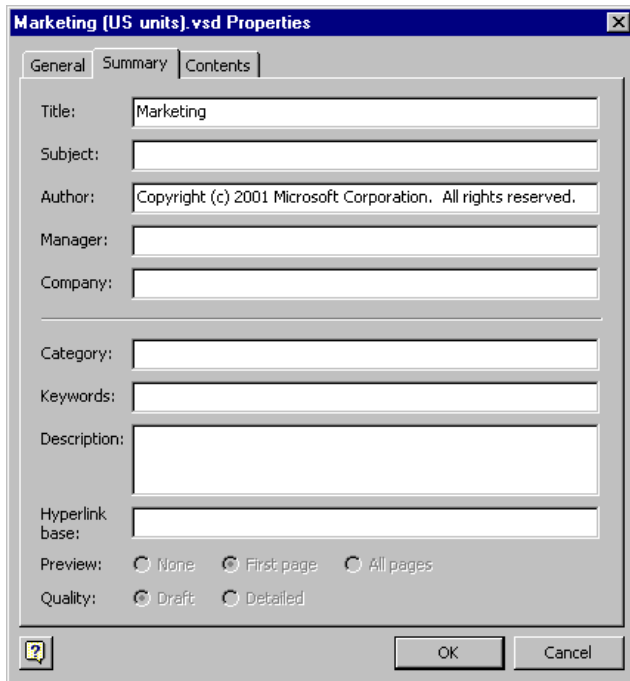 Marketing (US units).vsd Properties
General Summary Contents
Title: Marketing
Subject:
Author: Copyright (c) 2001 Microsoft Corporation.  All rights reserved.
Manager:
Company:
Category:
Keywords:
Description:
Hyperlink
base:
Preview: None First page All pages
Quality: Draft Detailed
OK Cancel